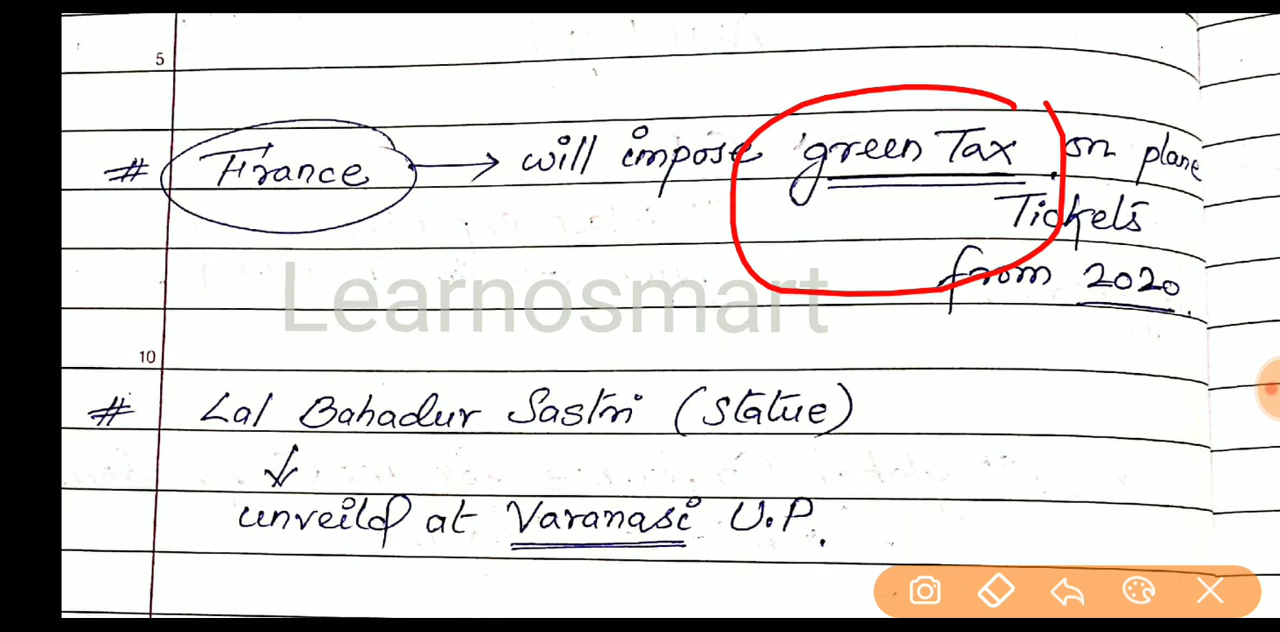 5
# France → will impose green Tax on plane
Tickets
from 2020.
Learnosmart
10
# Lal Bahadur Sastri (statue)
↓
unveild at Varanasi U.P.